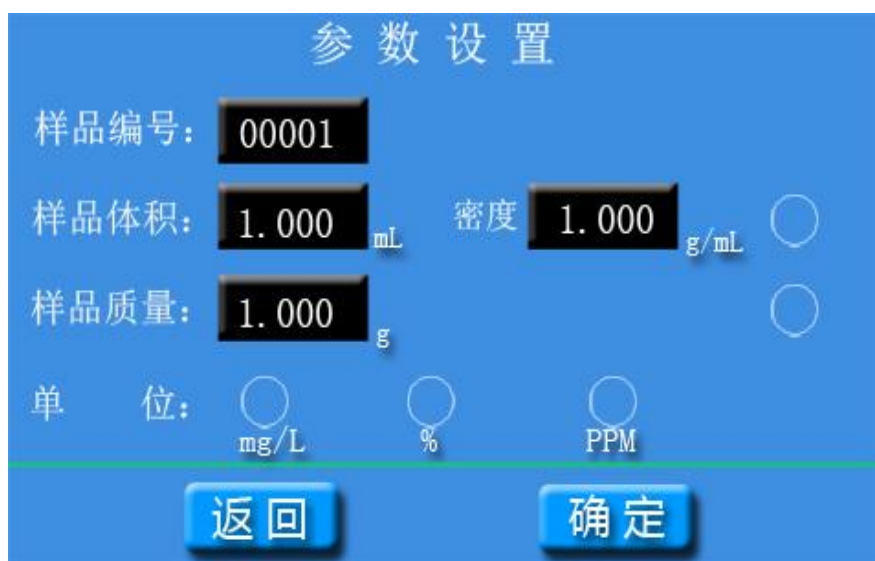 参数设置
样品编号： 00001
样品体积： 1.000 mL 密度 1.000 g/mL
样品质量： 1.000 g
单位：
mg/L % PPM
返回 确定